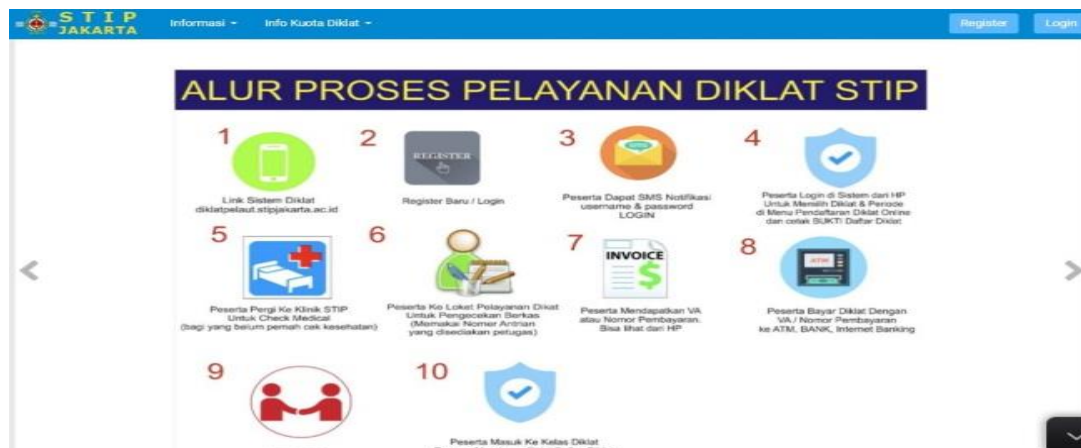 STIP
JAKARTA
Informasi
Info Kuota Diklat
Register
Login
ALUR PROSES PELAYANAN DIKLAT STIP
1
Link Sistem Diklat
diklatpelaut.stipjakarta.ac.id
2
REGISTER
Register Baru / Login
3
Peserta Dapat SMS Notifikasi
username & password
LOGIN
4
Peserta Login di Sistem dari HP
Untuk Memilih Diklat & Periode
di Menu Pendaftaran Diklat Online
dan cetak BUKTI Daftar Diklat
5
Peserta Pergi Ke Klinik STIP
Untuk Check Medical
(bagi yang belum pernah cek kesehatan)
6
Peserta Ke Loket Pelayanan Diklat
Untuk Pengecekan Berkas
(Memakai Nomer Antrian
yang disediakan petugas)
7
INVOICE
$
Peserta Mendapatkan VA
atau Nomor Pembayaran.
Bisa lihat dari HP
8
ATM
Peserta Bayar Diklat Dengan
VA / Nomor Pembayaran
ke ATM, BANK, Internet Banking
9
10
Peserta Masuk Ke Kelas Diklat